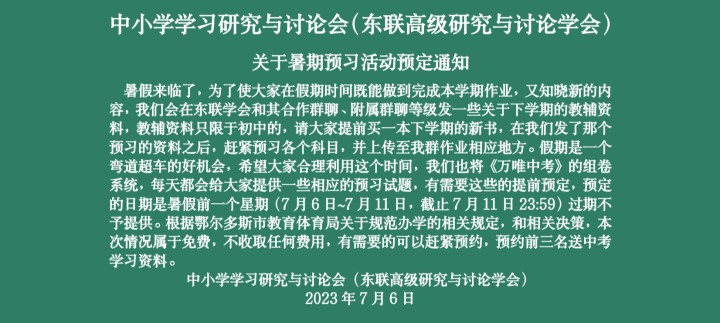 中小学学习研究与讨论会（东联高级研究与讨论学会）
关于暑期预习活动预定通知
暑假来临了，为了使大家在假期时间既能做到完成本学期作业，又知晓新的内
容，我们会在东联学会和其合作群聊、附属群聊等级发一些关于下学期的教辅资
料，教辅资料只限于初中的，请大家提前买一本下学期的新书，在我们发了那个
预习的资料之后，赶紧预习各个科目，并上传至我群作业相应地方。假期是一个
弯道超车的好机会，希望大家合理利用这个时间，我们也将《万唯中考》的组卷
系统，每天都会给大家提供一些相应的预习试题，有需要这些的提前预定，预定
的日期是暑假前一个星期（7 月 6 日~7 月 11 日，截止 7 月 11 日 23:59）过期不
予提供。根据鄂尔多斯市教育体育局关于规范办学的相关规定，和相关决策，本
次情况属于免费，不收取任何费用，有需要的可以赶紧预约，预约前三名送中考
学习资料。
中小学学习研究与讨论会（东联高级研究与讨论学会）
2023 年 7 月 6 日